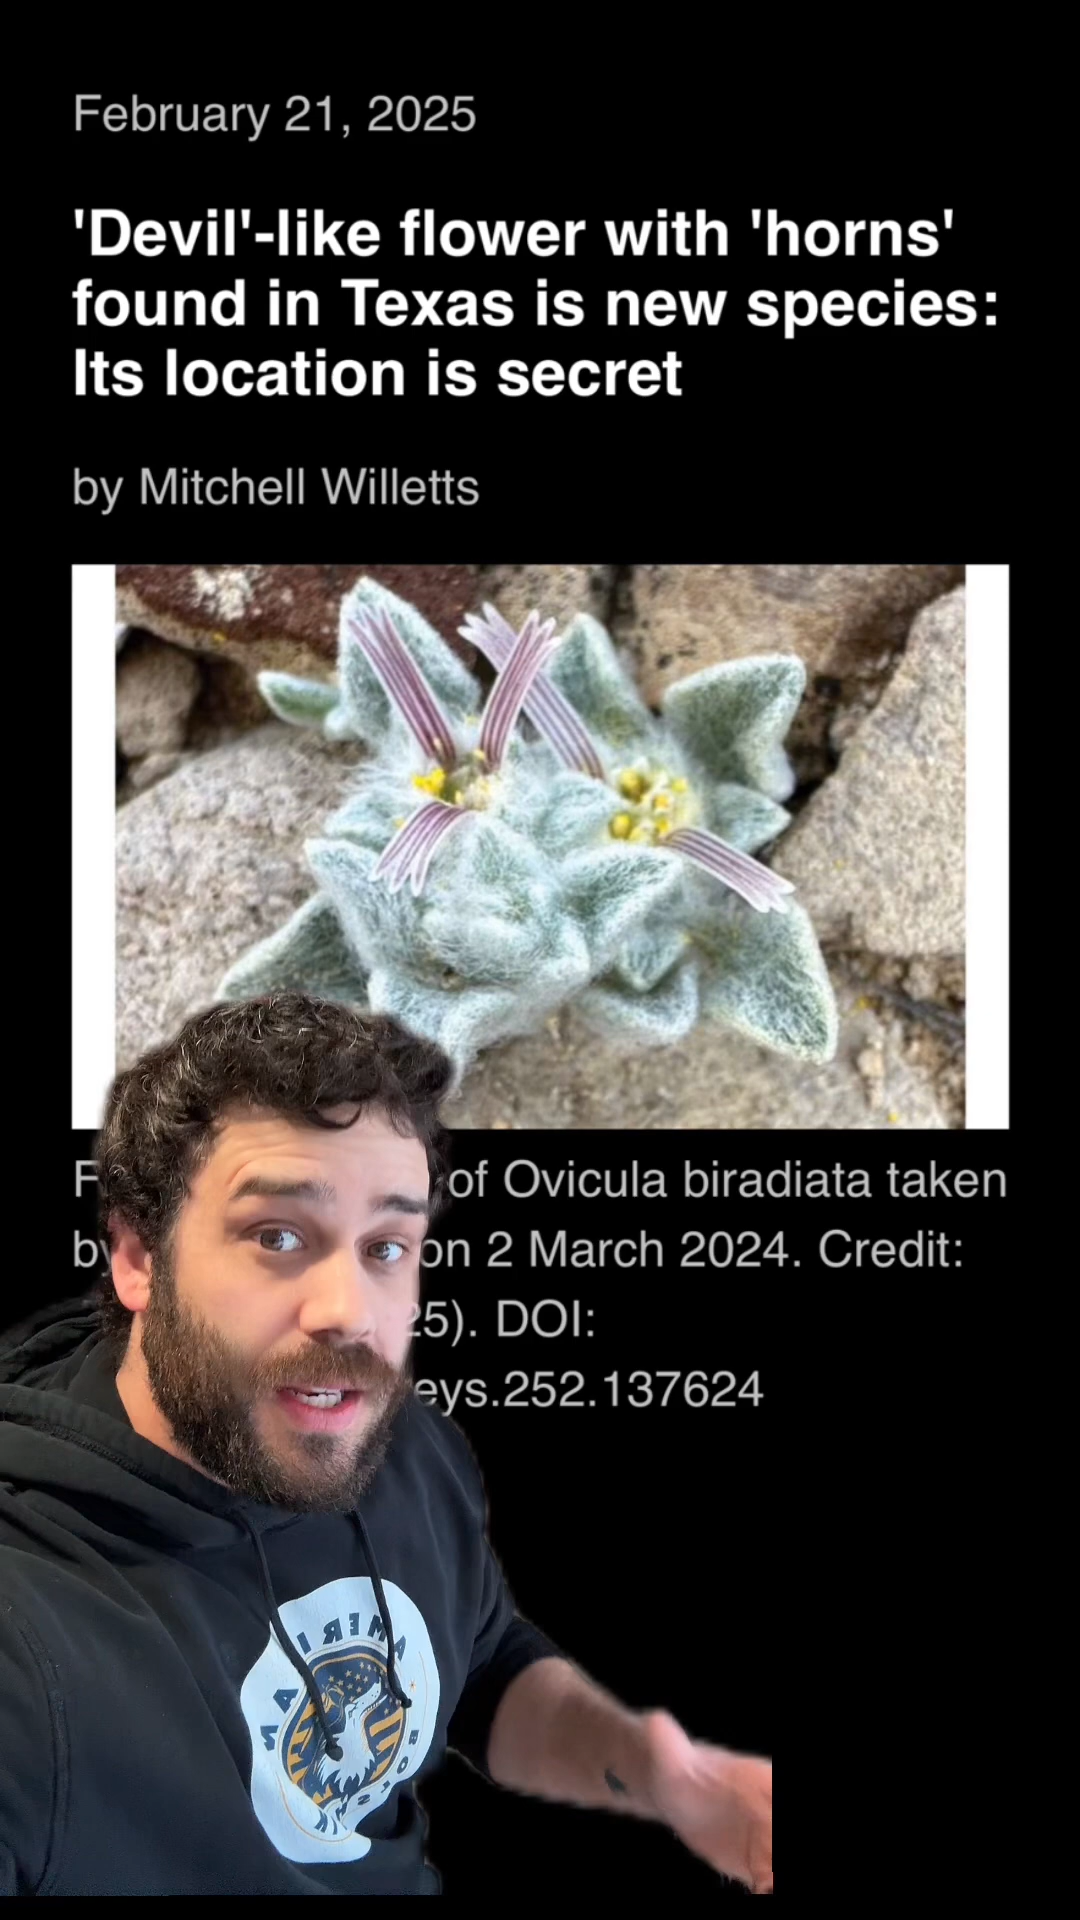 February 21, 2025
'Devil'-like flower with 'horns'
found in Texas is new species:
Its location is secret
by Mitchell Willetts
of Ovicula biradiata taken
on 2 March 2024. Credit:
25). DOI:
eys.252.137624